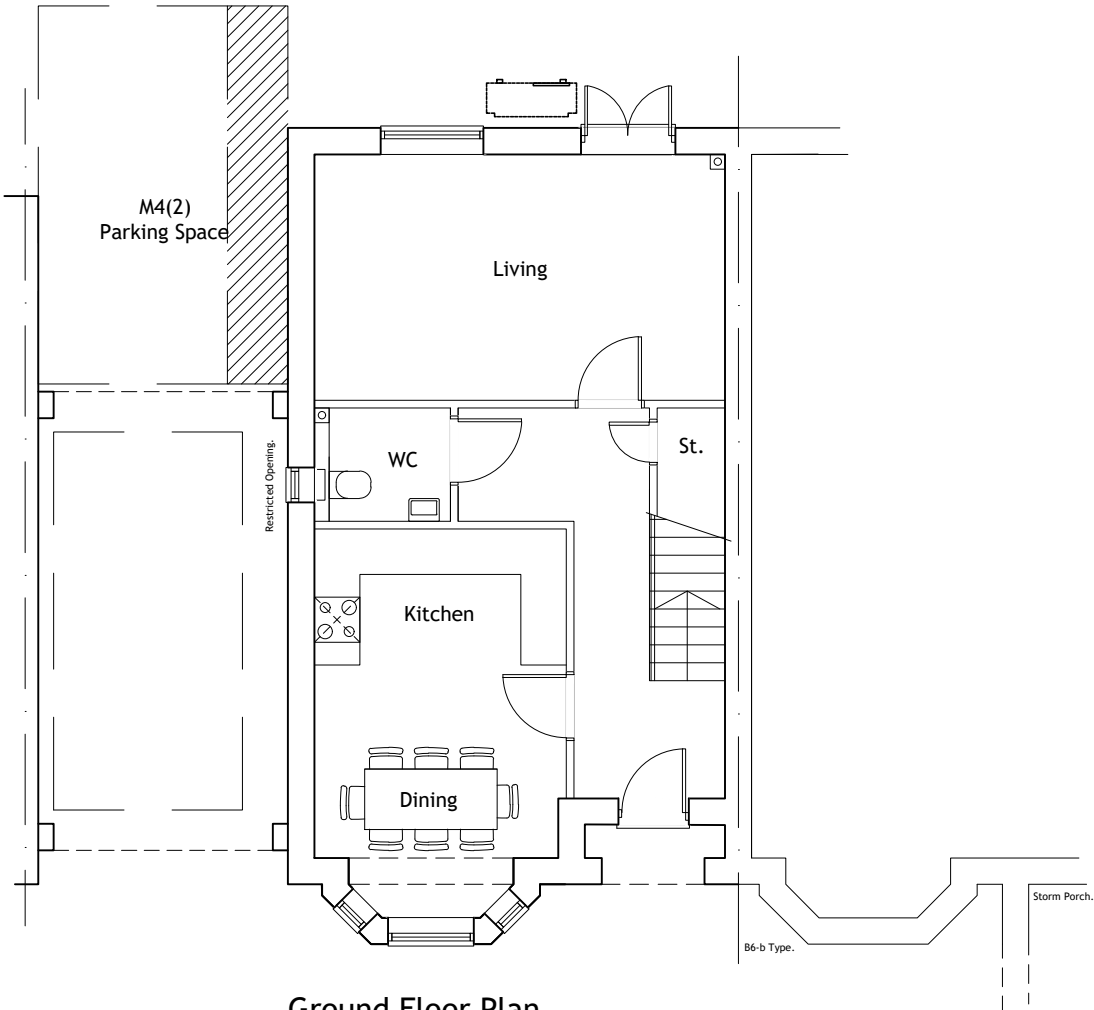 M4(2)
Parking Space
Living
Restricted Opening.
WC
St.
Kitchen
Dining
Storm Porch.
B6-b Type.
Ground Floor Plan